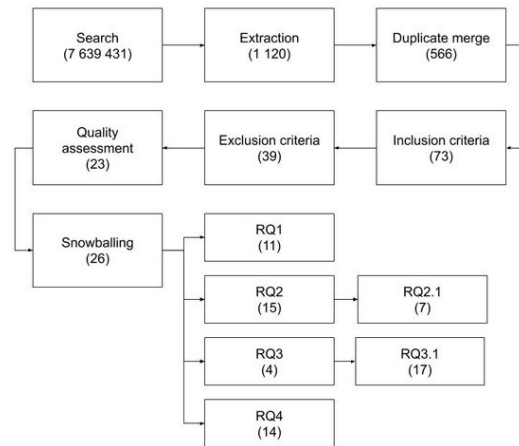 Search
(7 639 431)
Extraction
(1 120)
Duplicate merge
(566)
Quality
assessment
(23)
Exclusion criteria
(39)
Inclusion criteria
(73)
Snowballing
(26)
RQ1
(11)
RQ2
(15)
RQ2.1
(7)
RQ3
(4)
RQ3.1
(17)
RQ4
(14)